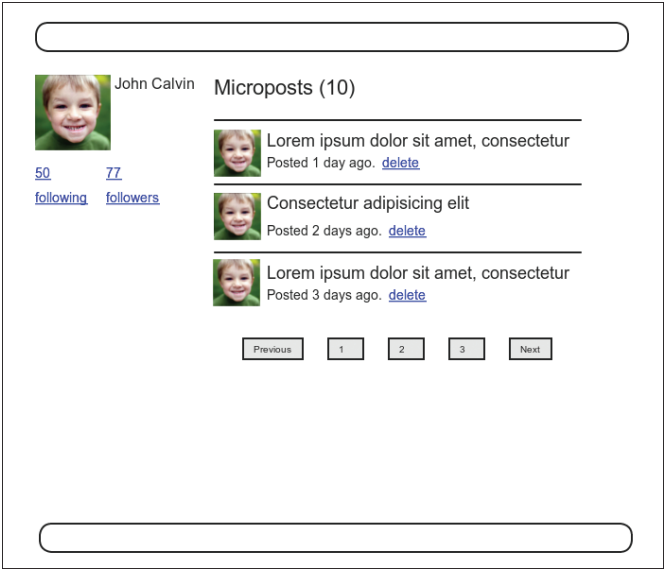 John Calvin
50 77
following followers
Microposts (10)
Lorem ipsum dolor sit amet, consectetur
Posted 1 day ago. delete
Consectetur adipisicing elit
Posted 2 days ago. delete
Lorem ipsum dolor sit amet, consectetur
Posted 3 days ago. delete
Previous 1 2 3 Next